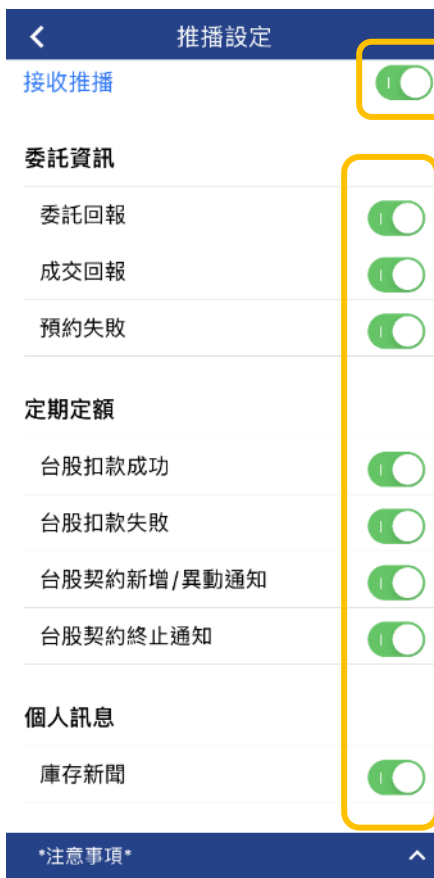 推播設定
接收推播
委託資訊
委託回報
成交回報
預約失敗
定期定額
台股扣款成功
台股扣款失敗
台股契約新增/異動通知
台股契約終止通知
個人訊息
庫存新聞
*注意事項*